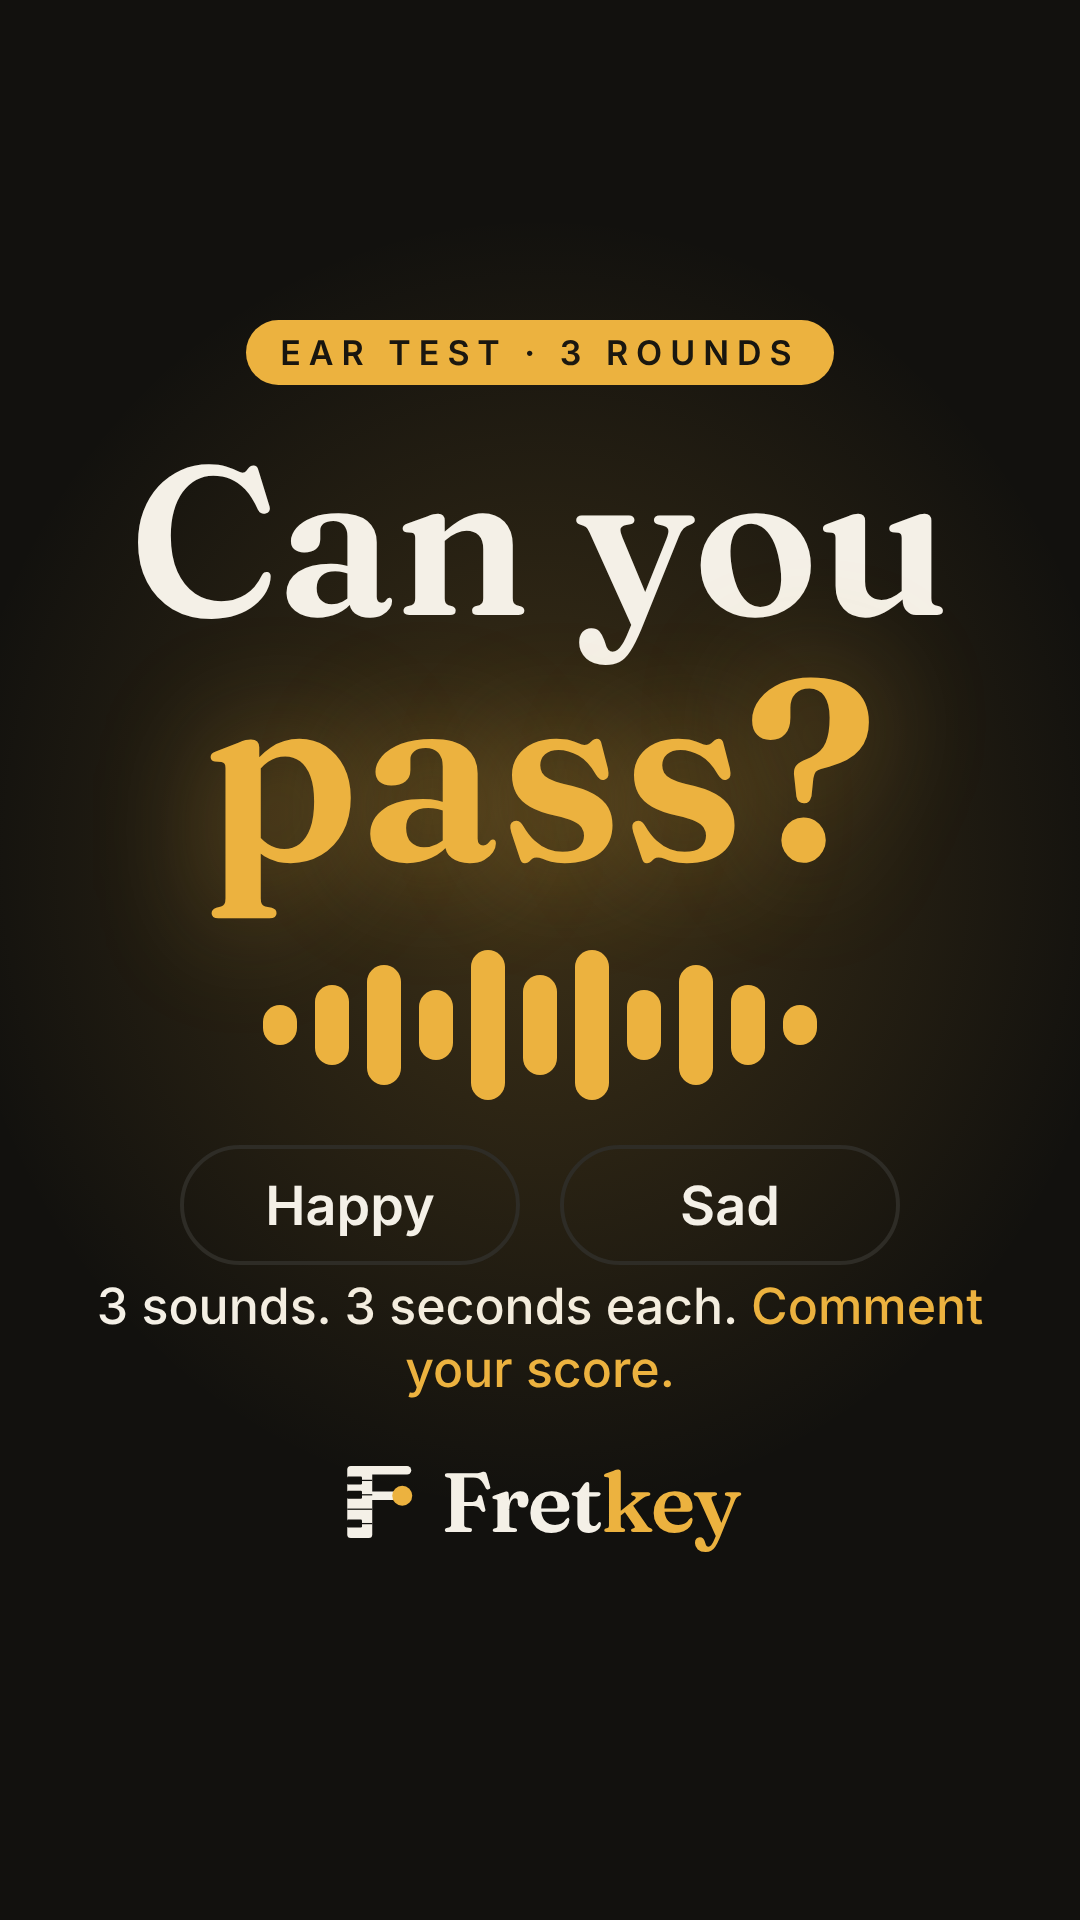 EAR TEST · 3 ROUNDS
Can you
pass?
Happy
Sad
3 sounds. 3 seconds each. Comment
your score.
Fretkey